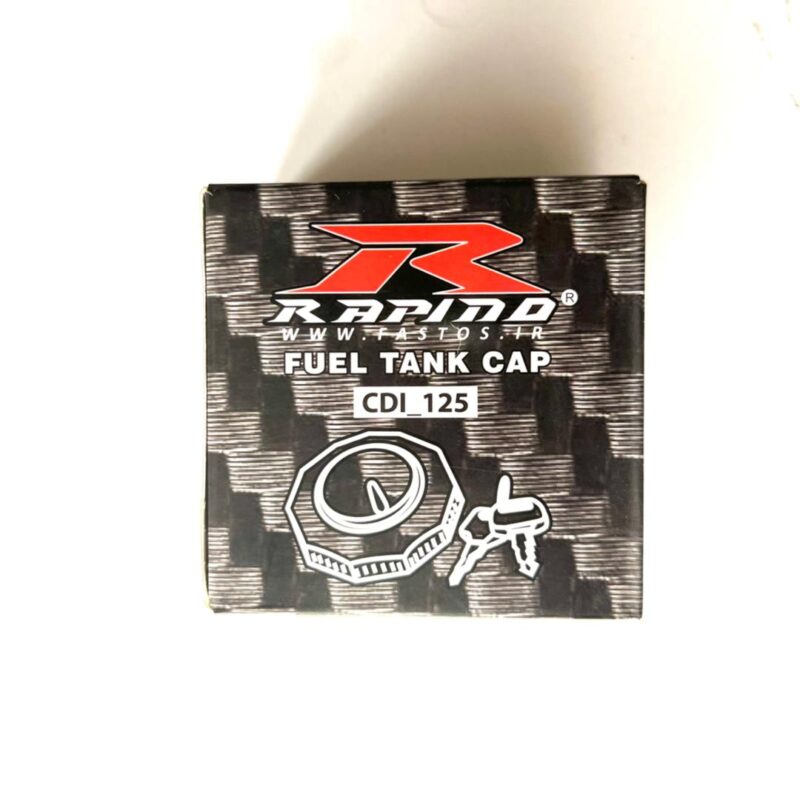 R
RAPIDO®
WWW.FASTOS.IR
FUEL TANK CAP
CDI_125